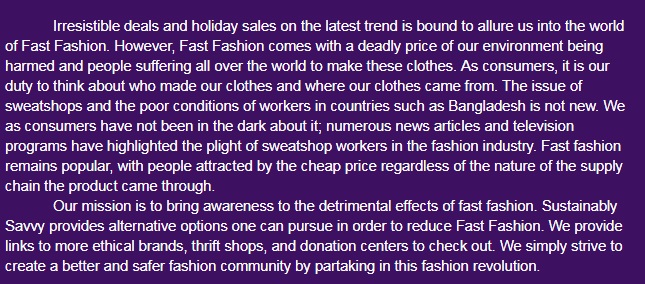 Irresistible deals and holiday sales on the latest trend is bound to allure us into the world
of Fast Fashion. However, Fast Fashion comes with a deadly price of our environment being
harmed and people suffering all over the world to make these clothes. As consumers, it is our
duty to think about who made our clothes and where our clothes came from. The issue of
sweatshops and the poor conditions of workers in countries such as Bangladesh is not new. We
as consumers have not been in the dark about it; numerous news articles and television
programs have highlighted the plight of sweatshop workers in the fashion industry. Fast fashion
remains popular, with people attracted by the cheap price regardless of the nature of the supply
chain the product came through.
Our mission is to bring awareness to the detrimental effects of fast fashion. Sustainably
Savvy provides alternative options one can pursue in order to reduce Fast Fashion. We provide
links to more ethical brands, thrift shops, and donation centers to check out. We simply strive to
create a better and safer fashion community by partaking in this fashion revolution.